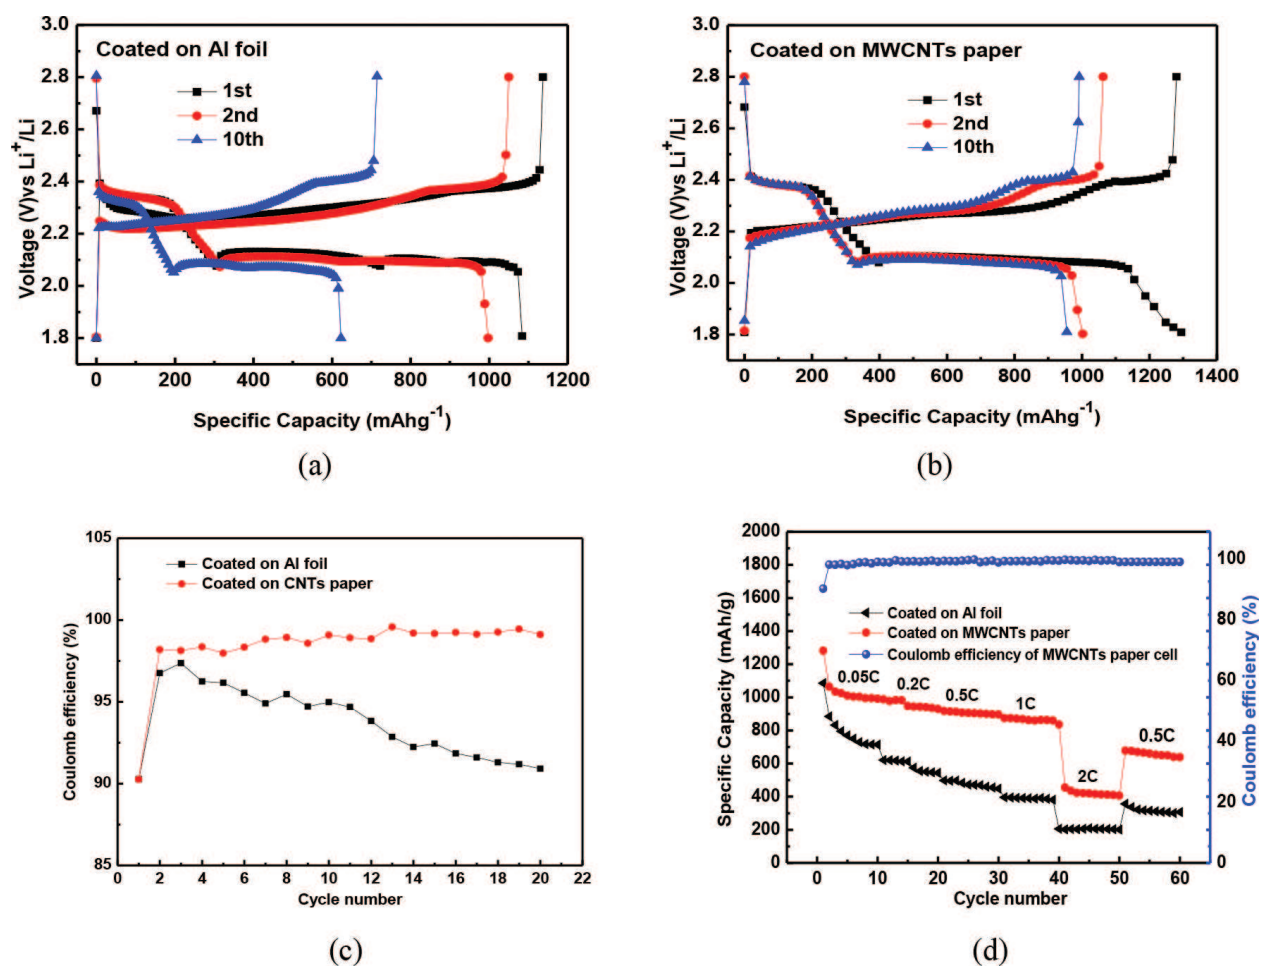 3.0
Coated on Al foil
2.8
1st
2nd
2.6
10th
2.4
2.2
2.0
1.8
Voltage (V)vs Li⁺/Li
0 200 400 600 800 1000 1200
Specific Capacity (mAhg⁻¹)
(a)
3.0
Coated on MWCNTs paper
2.8
1st
2nd
2.6
10th
2.4
2.2
2.0
1.8
Voltage (V)vs Li⁺/Li
0 200 400 600 800 1000 1200 1400
Specific Capacity (mAhg⁻¹)
(b)
105
Coated on Al foil
Coated on CNTs paper
100
95
90
85
Coulomb efficiency (%)
0 2 4 6 8 10 12 14 16 18 20 22
Cycle number
(c)
2000
1800
1600
1400
1200
1000
800
600
400
200
0
Specific Capacity (mAh/g)
Coated on Al foil
Coated on MWCNTs paper
Coulomb efficiency of MWCNTs paper cell
0.05C
0.2C
0.5C
1C
2C
0.5C
100
80
60
40
20
0
Coulomb efficiency (%)
0 10 20 30 40 50 60
Cycle number
(d)